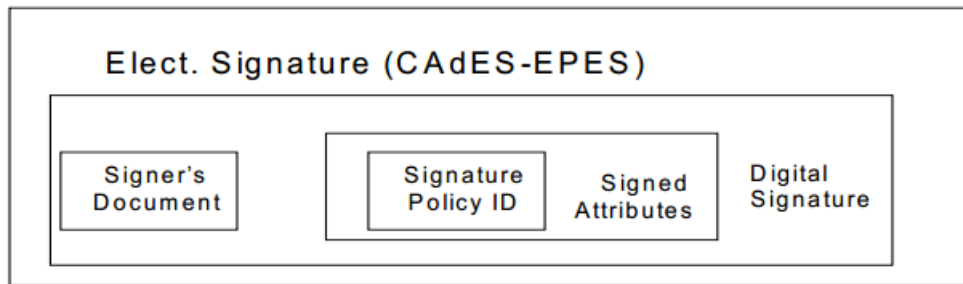 Elect. Signature (CAdES-EPES)
Signer's
Document
Signature
Policy ID
Signed
Attributes
Digital
Signature